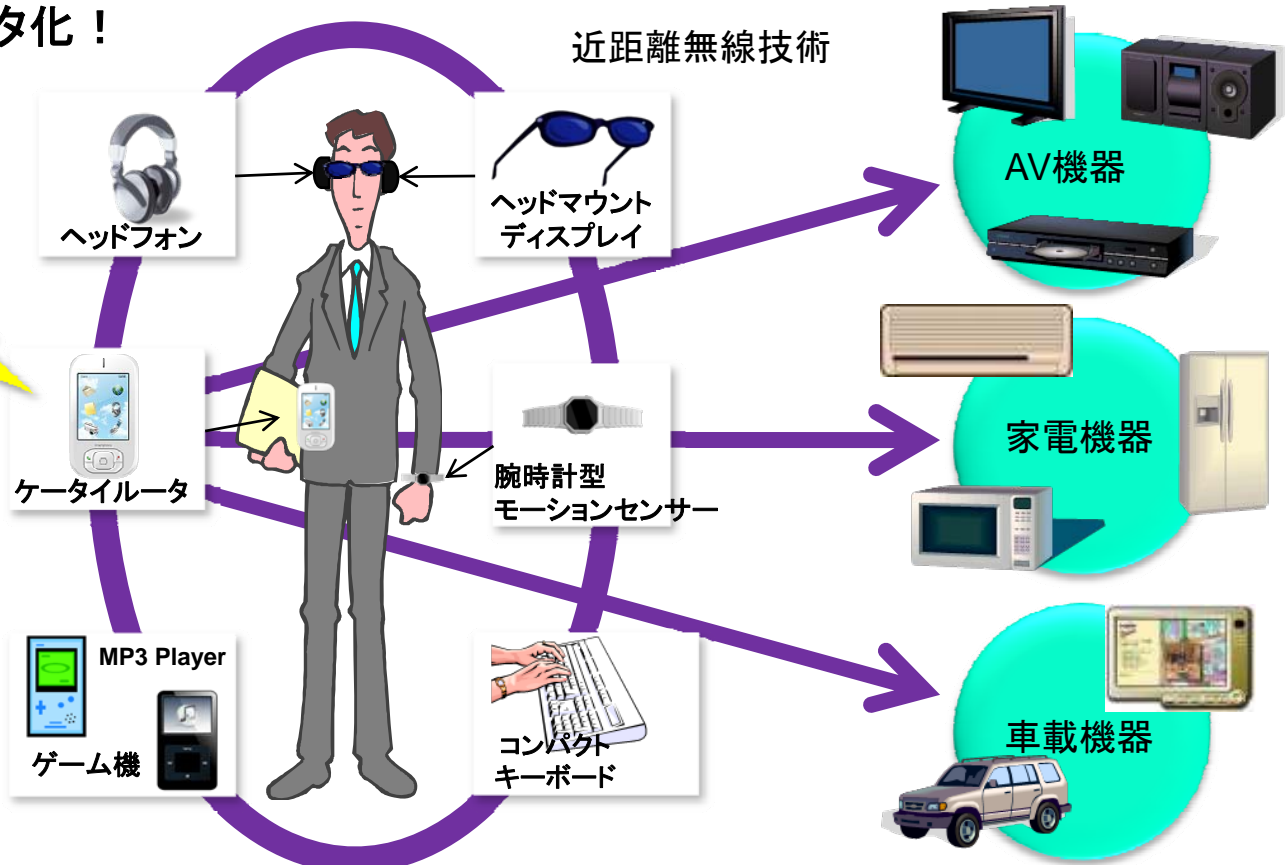 タ化！
近距離無線技術
ヘッドフォン
ヘッドマウント
ディスプレイ
AV機器
ケータイルータ
腕時計型
モーションセンサー
家電機器
MP3 Player
ゲーム機
コンパクト
キーボード
車載機器